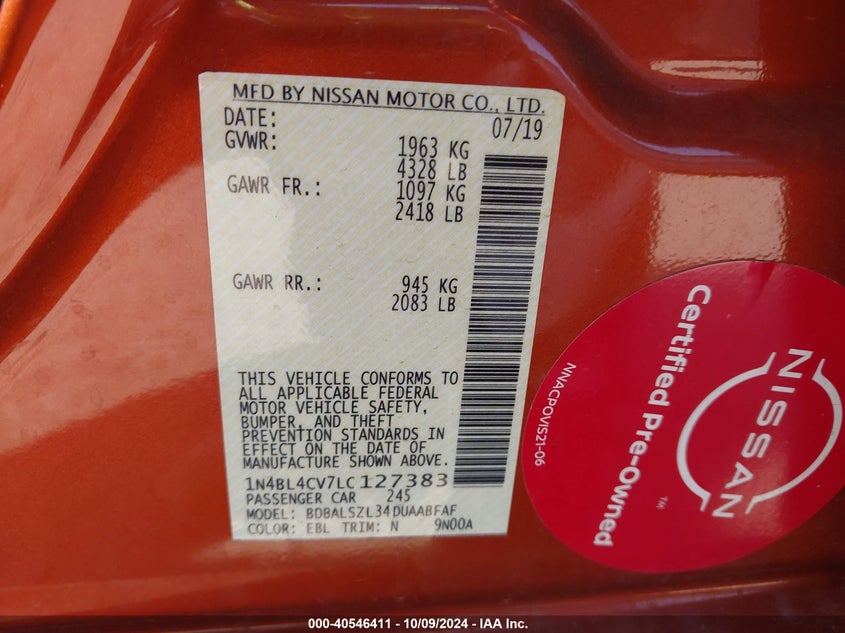 MFD BY NISSAN MOTOR CO., LTD.
DATE: 07/19
GVWR: 1963 KG
4328 LB
GAWR FR.: 1097 KG
2418 LB
GAWR RR.: 945 KG
2083 LB
THIS VEHICLE CONFORMS TO
ALL APPLICABLE FEDERAL
MOTOR VEHICLE SAFETY,
BUMPER, AND THEFT
PREVENTION STANDARDS IN
EFFECT ON THE DATE OF
MANUFACTURE SHOWN ABOVE.
1N4BL4CV7LC127383
PASSENGER CAR 245
MODEL: BDBALSZL34DUAABFAF
COLOR: EBL TRIM: N 9N00A
NISSAN
Certified Pre-Owned
TM
NNACPOVIS21-06
000-40546411 - 10/09/2024 - IAA Inc.